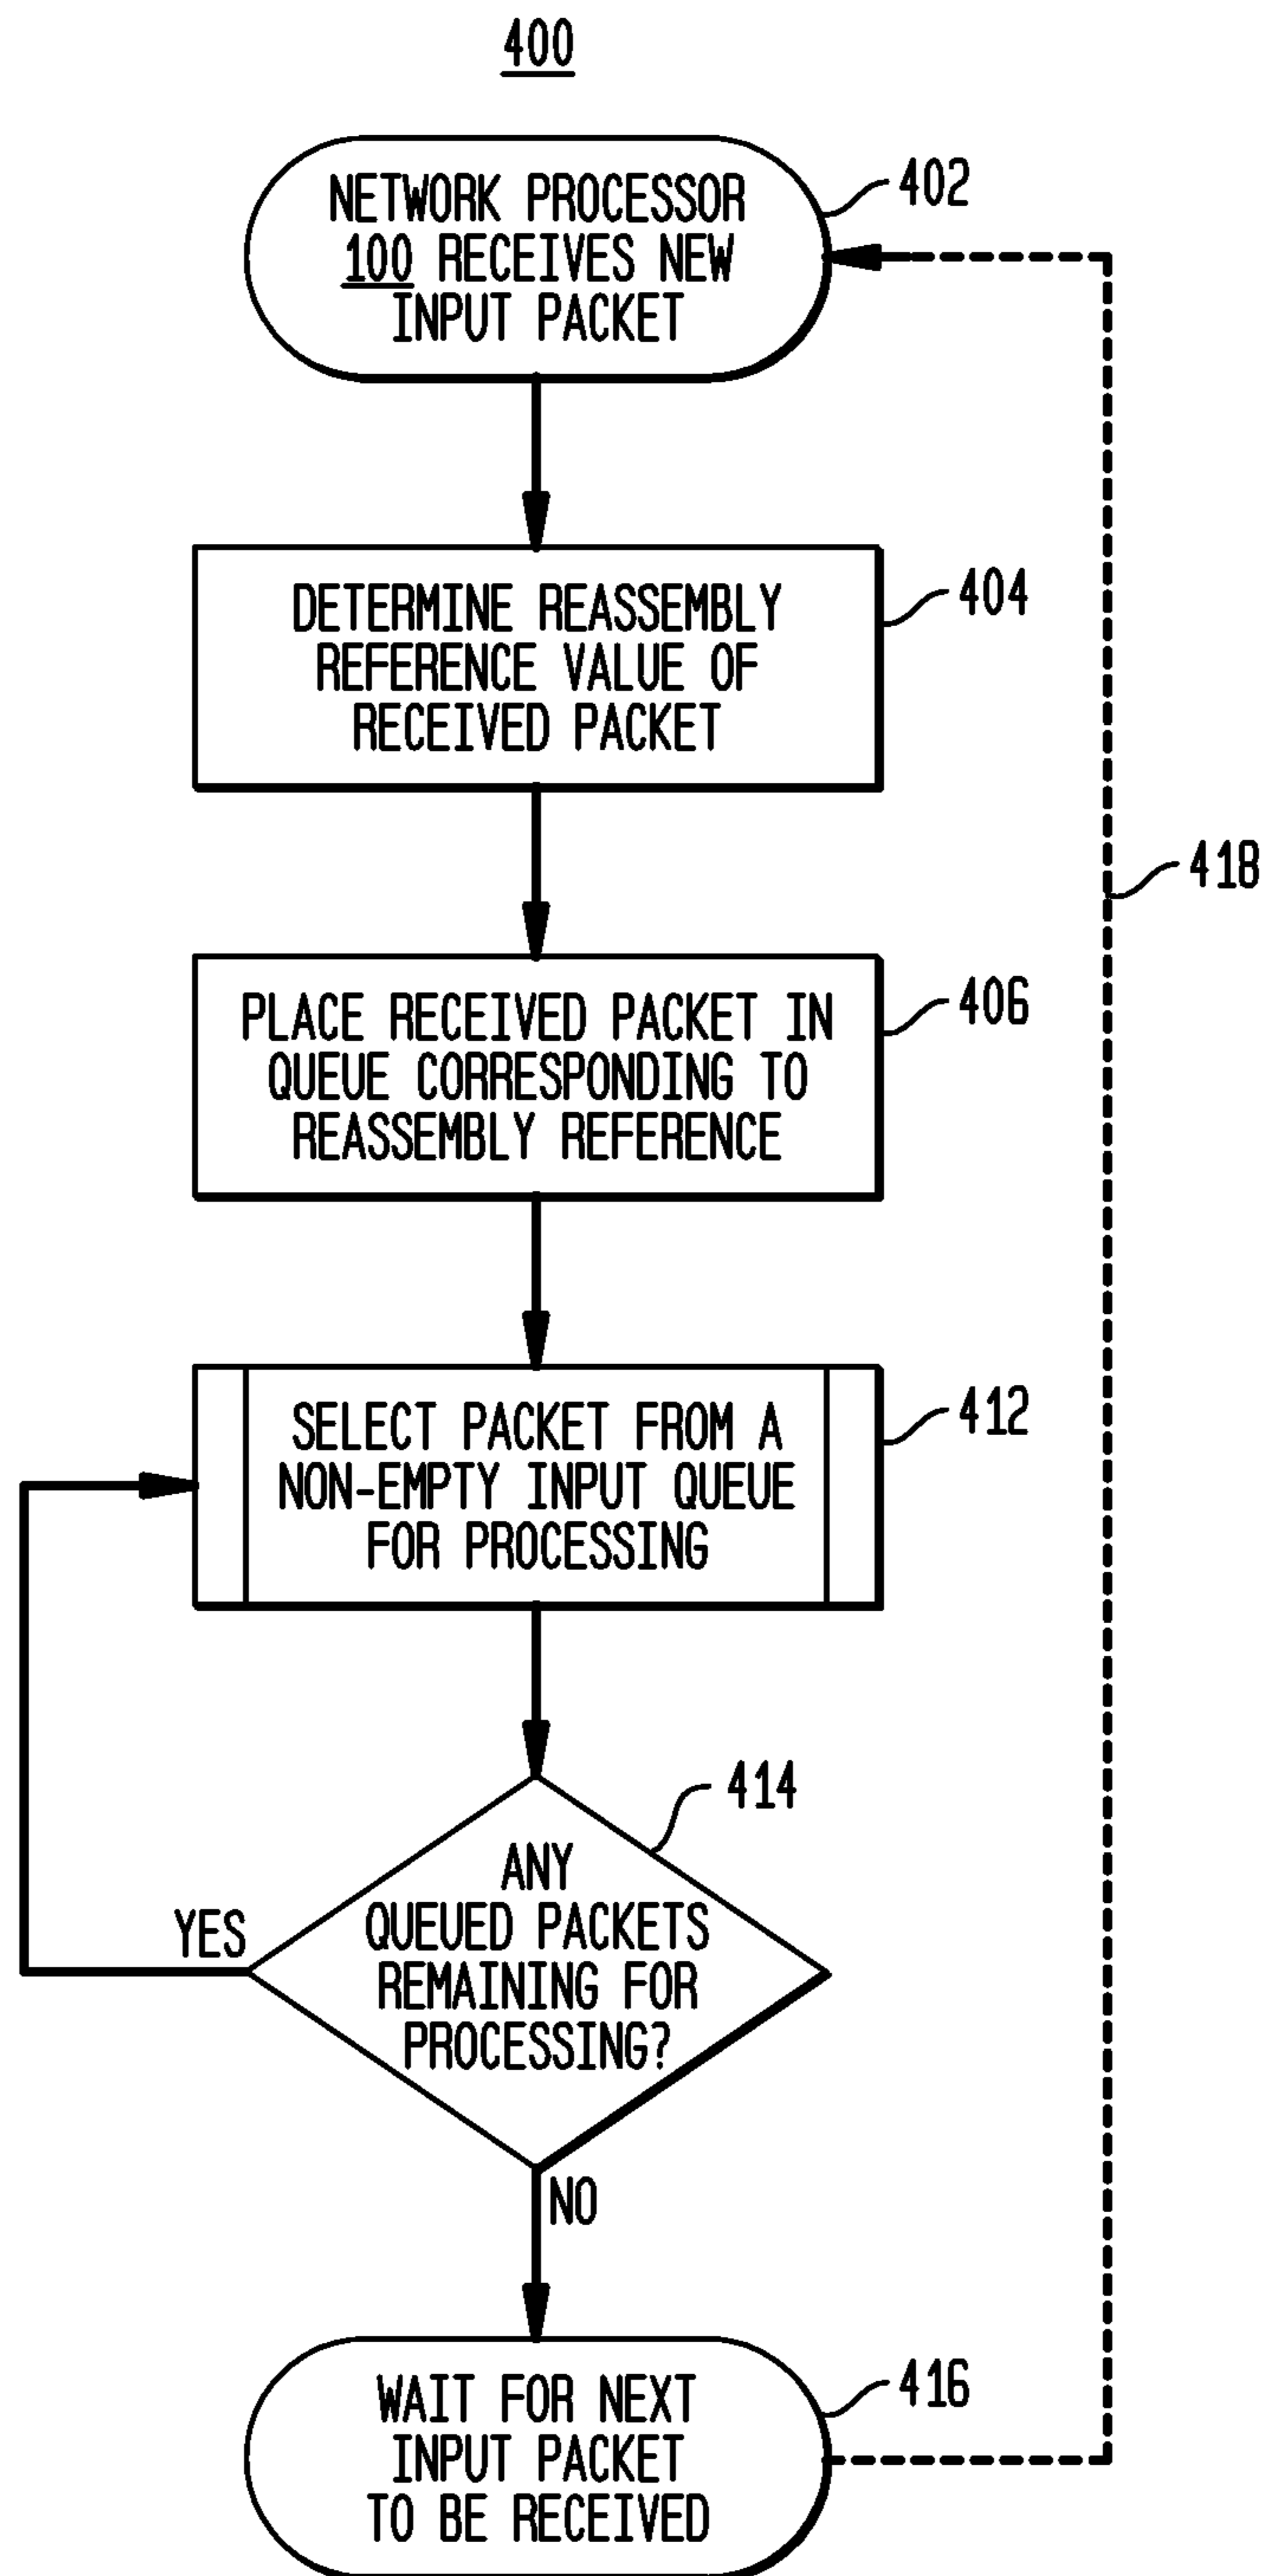 400
NETWORK PROCESSOR
100 RECEIVES NEW
INPUT PACKET
402
DETERMINE REASSEMBLY
REFERENCE VALUE OF
RECEIVED PACKET
404
418
PLACE RECEIVED PACKET IN
QUEUE CORRESPONDING TO
REASSEMBLY REFERENCE
406
SELECT PACKET FROM A
NON-EMPTY INPUT QUEUE
FOR PROCESSING
412
414
ANY
QUEUED PACKETS
REMAINING FOR
PROCESSING?
YES
NO
WAIT FOR NEXT
INPUT PACKET
TO BE RECEIVED
416